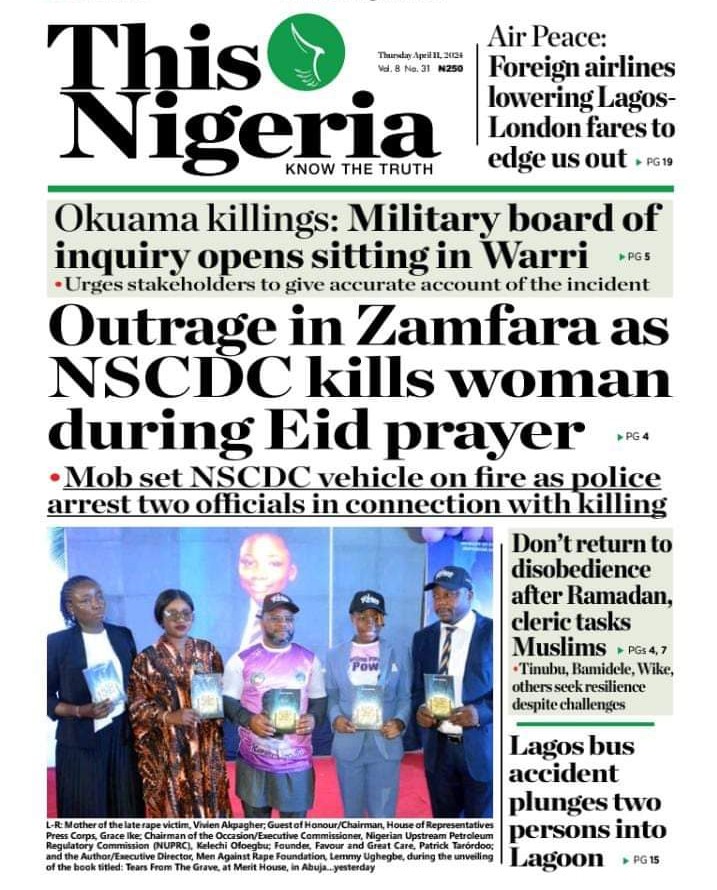 This
Nigeria
KNOW THE TRUTH
Thursday April 11, 2024
Vol. 8 No. 31 ₦250
Air Peace:
Foreign airlines
lowering Lagos-
London fares to
edge us out PG 19
Okuama killings: Military board of
inquiry opens sitting in Warri PG 5
•Urges stakeholders to give accurate account of the incident
Outrage in Zamfara as
NSCDC kills woman
during Eid prayer PG 4
•Mob set NSCDC vehicle on fire as police
arrest two officials in connection with killing
L-R: Mother of the late rape victim, Vivien Akpagher; Guest of Honour/Chairman, House of Representatives
Press Corps, Grace Ike; Chairman of the Occasion/Executive Commissioner, Nigerian Upstream Petroleum
Regulatory Commission (NUPRC), Kelechi Ofoegbu; Founder, Favour and Great Care, Patrick Tarórdoo;
and the Author/Executive Director, Men Against Rape Foundation, Lemmy Ughegbe, during the unveiling
of the book titled: Tears From The Grave, at Merit House, in Abuja...yesterday
Don't return to
disobedience
after Ramadan,
cleric tasks
Muslims PGs 4, 7
•Tinubu, Bamidele, Wike,
others seek resilience
despite challenges
Lagos bus
accident
plunges two
persons into
Lagoon PG 15